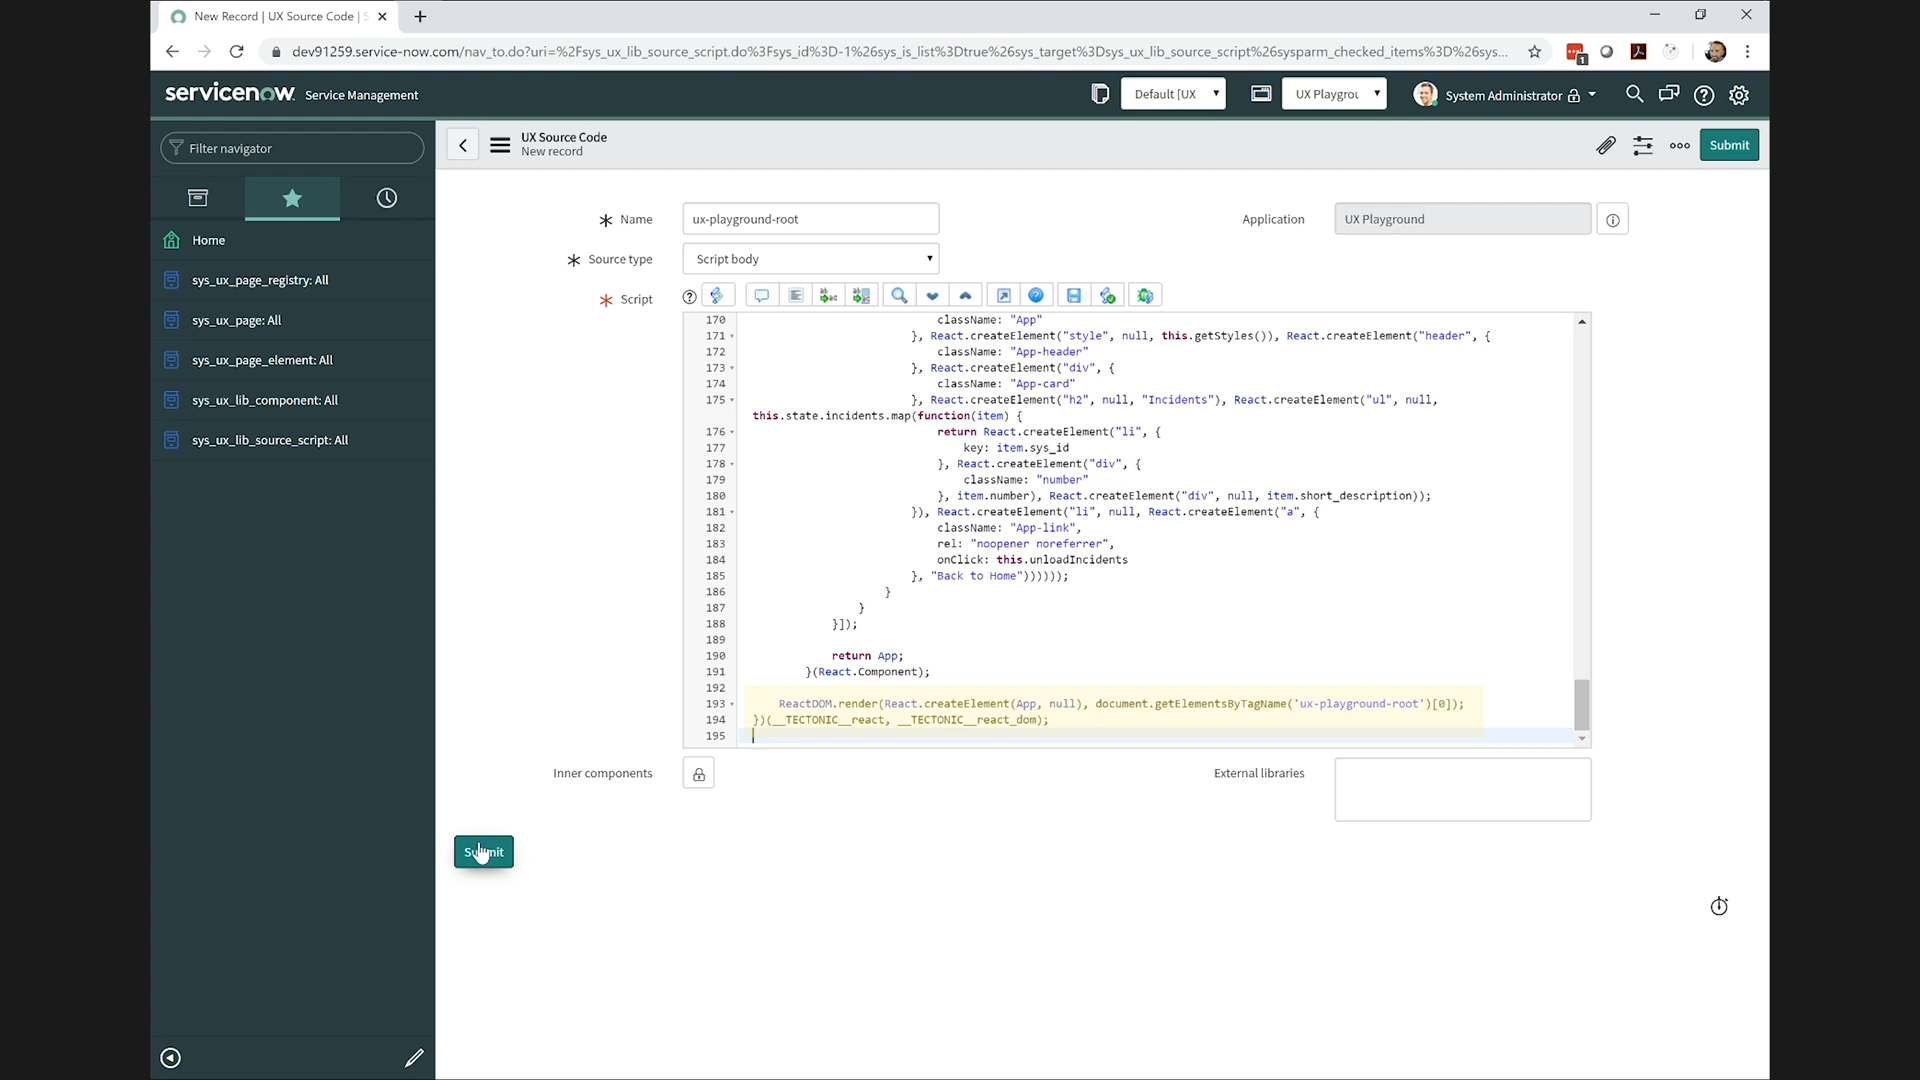 New Record | UX Source Code | S
dev91259.service-now.com/nav_to.do?uri=%2Fsys_ux_lib_source_script.do%3Fsys_id%3D-1%26sys_is_list%3Dtrue%26sys_target%3Dsys_ux_lib_source_script%26sysparm_checked_items%3D%26sys...
1
servicenow. Service Management
Default [UX
UX Playgrou
System Administrator
Filter navigator
UX Source Code
New record
Submit
Home
sys_ux_page_registry: All
sys_ux_page: All
sys_ux_page_element: All
sys_ux_lib_component: All
sys_ux_lib_source_script: All
Name
ux-playground-root
Application
UX Playground
Source type
Script body
Script
170 className: "App"
171 }, React.createElement("style", null, this.getStyles()), React.createElement("header", {
172 className: "App-header"
173 }, React.createElement("div", {
174 className: "App-card"
175 }, React.createElement("h2", null, "Incidents"), React.createElement("ul", null,
this.state.incidents.map(function(item) {
176 return React.createElement("li", {
177 key: item.sys_id
178 }, React.createElement("div", {
179 className: "number"
180 }, item.number), React.createElement("div", null, item.short_description));
181 }), React.createElement("li", null, React.createElement("a", {
182 className: "App-link",
183 rel: "noopener noreferrer",
184 onClick: this.unloadIncidents
185 }, "Back to Home"))))));
186 }
187 }
188 }]);
189
190 return App;
191 }(React.Component);
192
193 ReactDOM.render(React.createElement(App, null), document.getElementsByTagName('ux-playground-root')[0]);
194 })(__TECTONIC__react, __TECTONIC__react_dom);
195
Inner components
External libraries
Submit